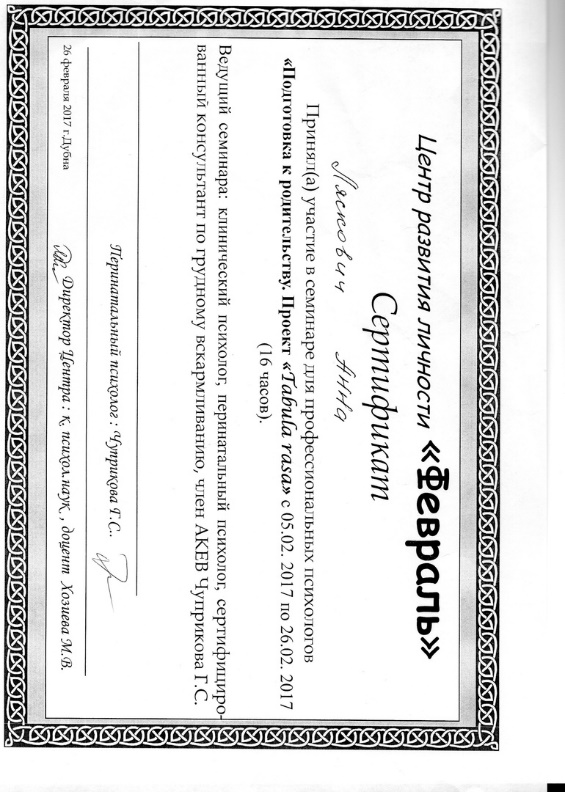 Центр развития личности «Февраль»
Сертификат
Ляскович Анна
Принял(а) участие в семинаре для профессиональных психологов
«Подготовка к родительству. Проект «Tabula rasa» с 05.02. 2017 по 26.02. 2017
(16 часов).
Ведущий семинара: клинический психолог, перинатальный психолог, сертифициро-
ванный консультант по грудному вскармливанию, член АКЕВ Чуприкова Г.С.
Перинатальный психолог : Чуприкова Г.С..
26 февраля 2017 г.Дубна
Директор Центра : к. психол.наук , доцент Хозиева М.В.